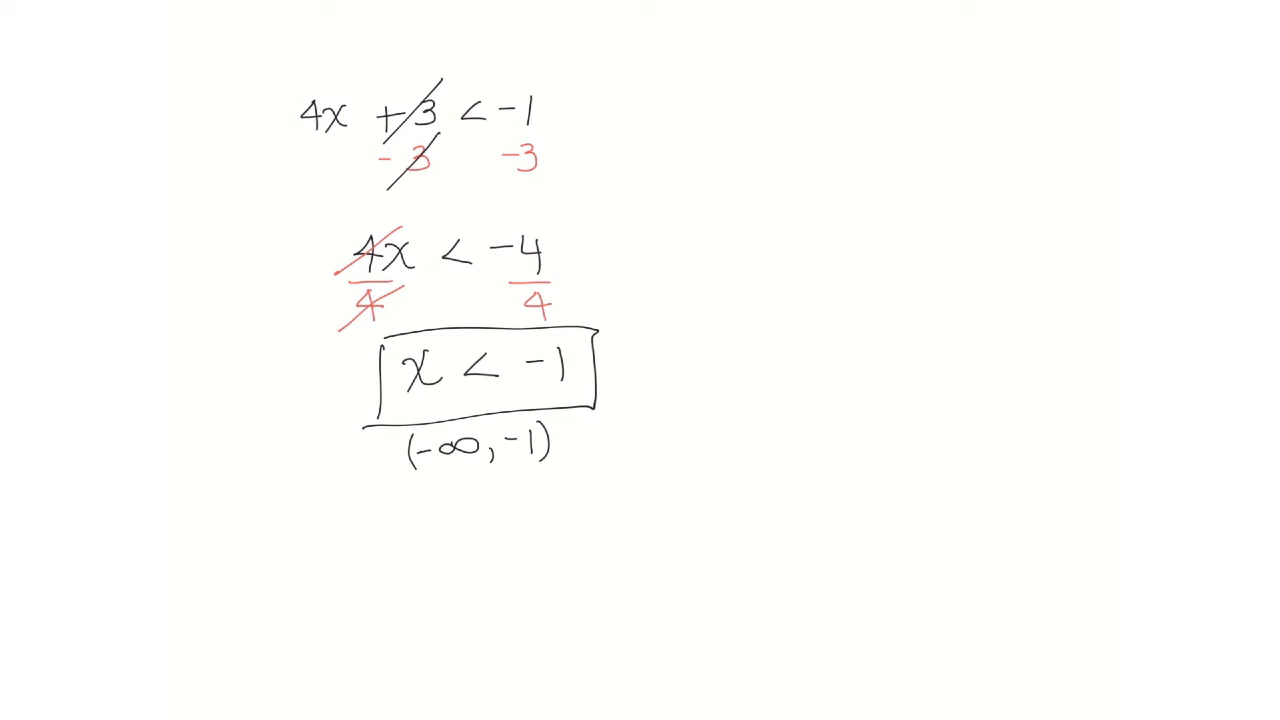 4x +3 < -1
-3 -3
4x < -4
4 4
x < -1
(-∞, -1)